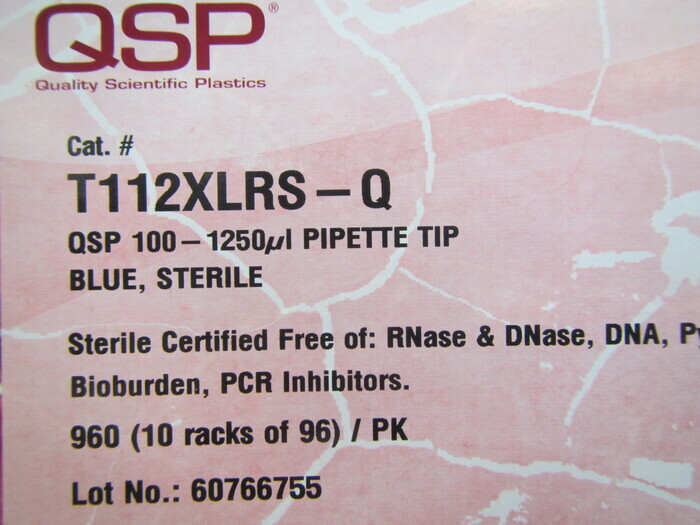 QSP®
Quality Scientific Plastics
Cat. #
T112XLRS – Q
QSP 100 – 1250µl PIPETTE TIP
BLUE, STERILE
Sterile Certified Free of: RNase & DNase, DNA,
Bioburden, PCR Inhibitors.
960 (10 racks of 96) / PK
Lot No.: 60766755